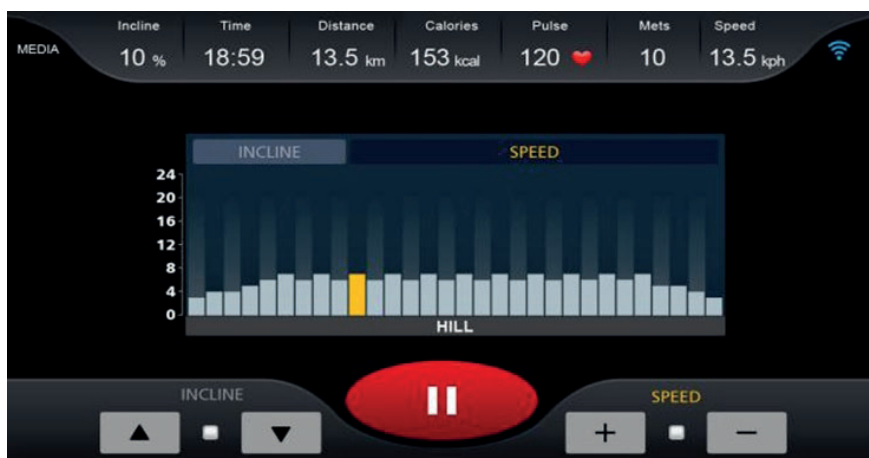 MEDIA
Incline Time Distance Calories Pulse Mets Speed
10 % 18:59 13.5 km 153 kcal 120 10 13.5 kph
INCLINE SPEED
24
20
16
12
8
4
0
HILL
INCLINE SPEED
+ −